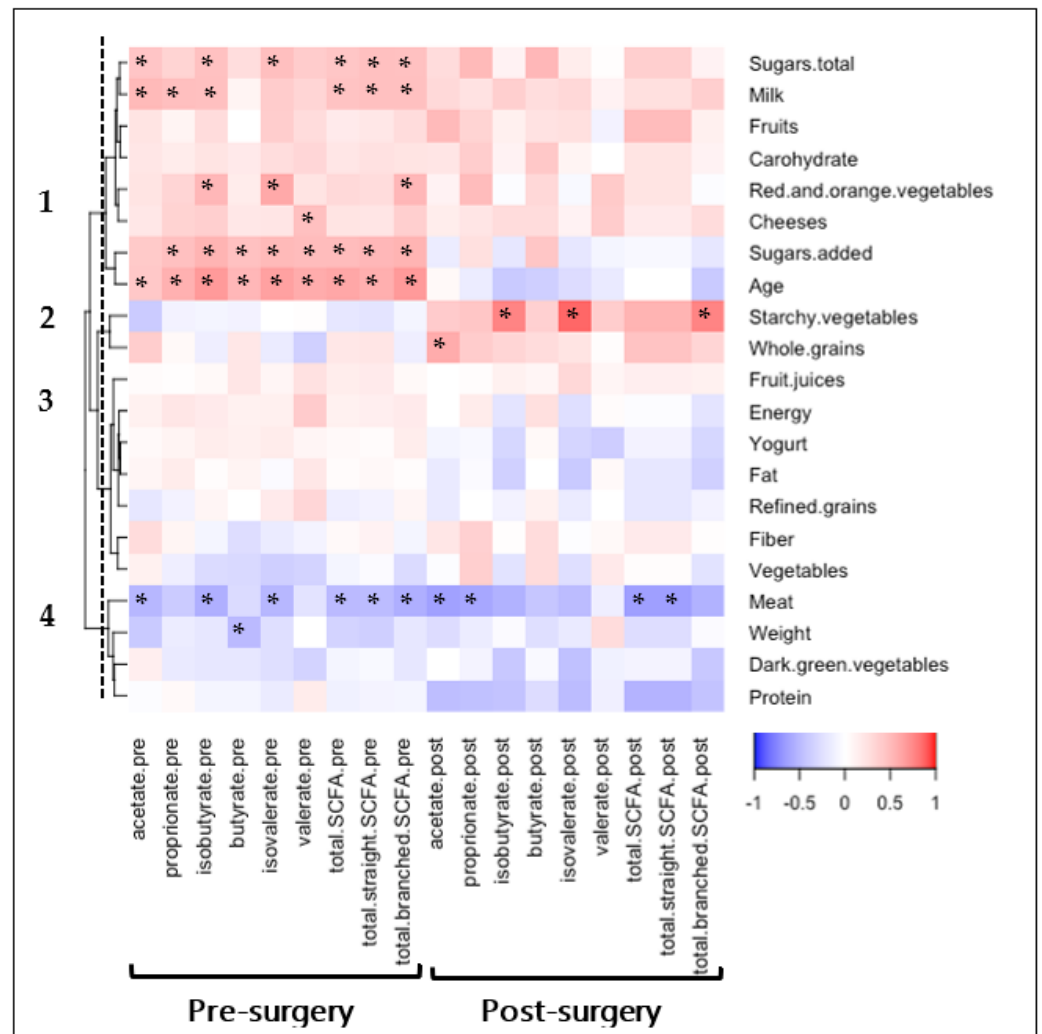 * * * * * *
Sugars.total
* * * * * *
Milk
Fruits
Carohydrate
1
* * *
Red.and.orange.vegetables
*
Cheeses
* * * * * * * *
Sugars.added
* * * * * * * * *
Age
2
* * *
Starchy.vegetables
*
Whole.grains
Fruit.juices
3
Energy
Yogurt
Fat
Refined.grains
Fiber
Vegetables
* * * * * * * * * *
Meat
4
*
Weight
Dark.green.vegetables
Protein
acetate.pre
proprionate.pre
isobutyrate.pre
butyrate.pre
isovalerate.pre
valerate.pre
total.SCFA.pre
total.straight.SCFA.pre
total.branched.SCFA.pre
acetate.post
proprionate.post
isobutyrate.post
butyrate.post
isovalerate.post
valerate.post
total.SCFA.post
total.straight.SCFA.post
total.branched.SCFA.post
-1 -0.5 0 0.5 1
Pre-surgery
Post-surgery